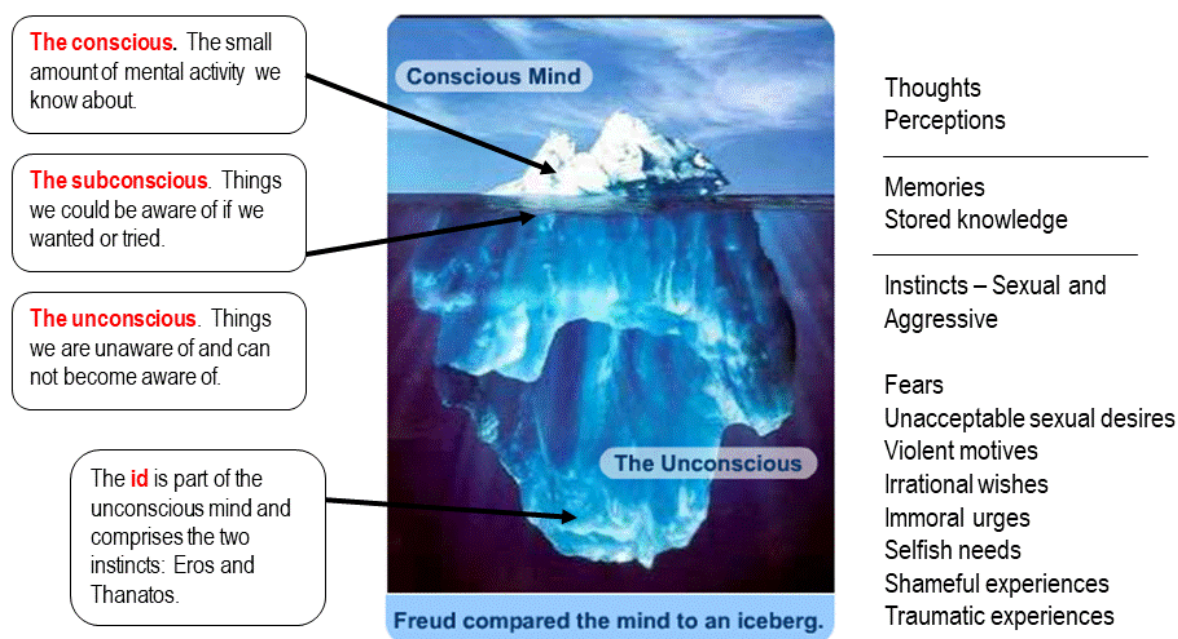 The conscious. The small
amount of mental activity we
know about.
The subconscious. Things
we could be aware of if we
wanted or tried.
The unconscious. Things
we are unaware of and can
not become aware of.
The id is part of the
unconscious mind and
comprises the two
instincts: Eros and
Thanatos.
Conscious Mind
The Unconscious
Freud compared the mind to an iceberg.
Thoughts
Perceptions
Memories
Stored knowledge
Instincts – Sexual and
Aggressive
Fears
Unacceptable sexual desires
Violent motives
Irrational wishes
Immoral urges
Selfish needs
Shameful experiences
Traumatic experiences